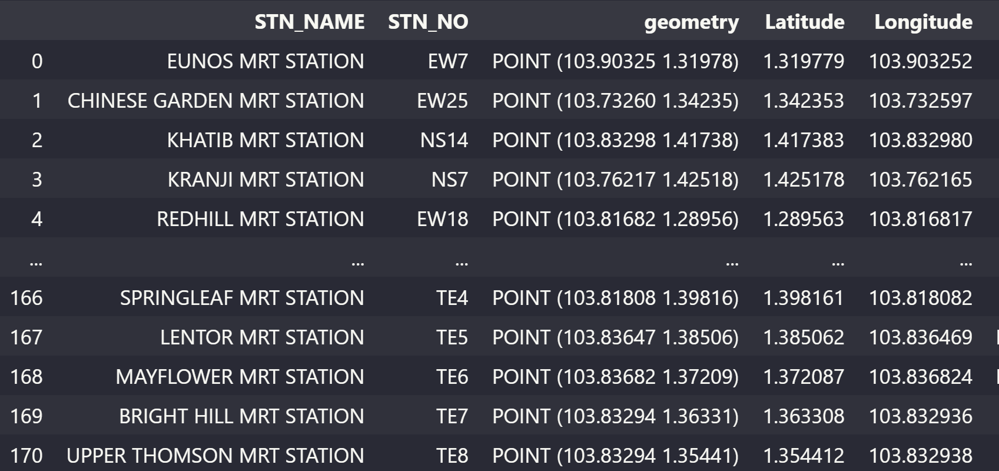 STN_NAME STN_NO geometry Latitude Longitude
0 EUNOS MRT STATION EW7 POINT (103.90325 1.31978) 1.319779 103.903252
1 CHINESE GARDEN MRT STATION EW25 POINT (103.73260 1.34235) 1.342353 103.732597
2 KHATIB MRT STATION NS14 POINT (103.83298 1.41738) 1.417383 103.832980
3 KRANJI MRT STATION NS7 POINT (103.76217 1.42518) 1.425178 103.762165
4 REDHILL MRT STATION EW18 POINT (103.81682 1.28956) 1.289563 103.816817
... ... ... ... ... ...
166 SPRINGLEAF MRT STATION TE4 POINT (103.81808 1.39816) 1.398161 103.818082
167 LENTOR MRT STATION TE5 POINT (103.83647 1.38506) 1.385062 103.836469
168 MAYFLOWER MRT STATION TE6 POINT (103.83682 1.37209) 1.372087 103.836824
169 BRIGHT HILL MRT STATION TE7 POINT (103.83294 1.36331) 1.363308 103.832936
170 UPPER THOMSON MRT STATION TE8 POINT (103.83294 1.35441) 1.354412 103.832938